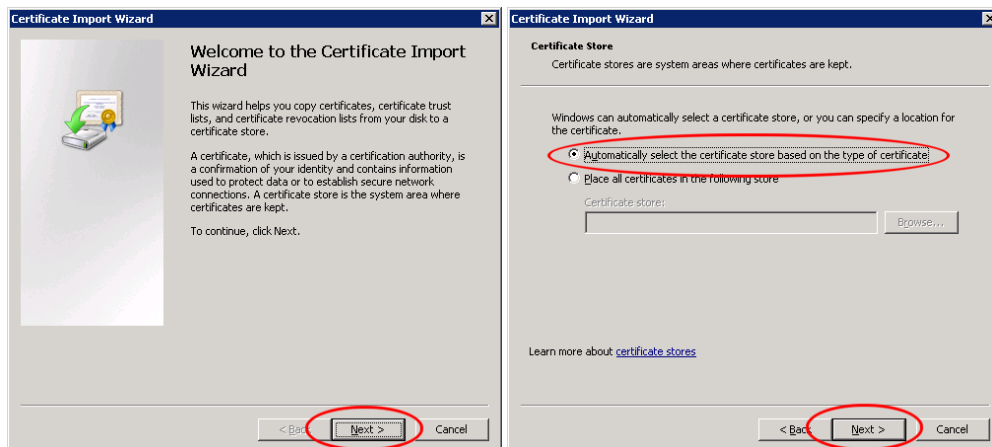 Certificate Import Wizard
Welcome to the Certificate Import
Wizard
This wizard helps you copy certificates, certificate trust
lists, and certificate revocation lists from your disk to a
certificate store.
A certificate, which is issued by a certification authority, is
a confirmation of your identity and contains information
used to protect data or to establish secure network
connections. A certificate store is the system area where
certificates are kept.
To continue, click Next.
< Back
Next >
Cancel
Certificate Import Wizard
Certificate Store
Certificate stores are system areas where certificates are kept.
Windows can automatically select a certificate store, or you can specify a location for
the certificate.
Automatically select the certificate store based on the type of certificate
Place all certificates in the following store
Certificate store:
Browse...
Learn more about certificate stores
< Back
Next >
Cancel